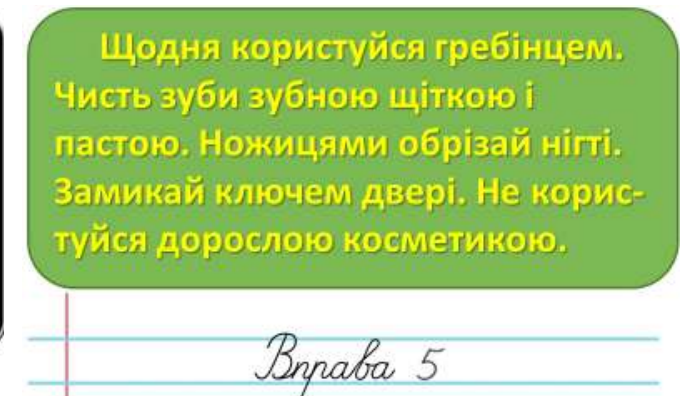 Щодня користуйся гребінцем.
Чисть зуби зубною щіткою і
пастою. Ножицями обрізай нігті.
Замикай ключем двері. Не корис-
туйся дорослою косметикою.
Вправа 5